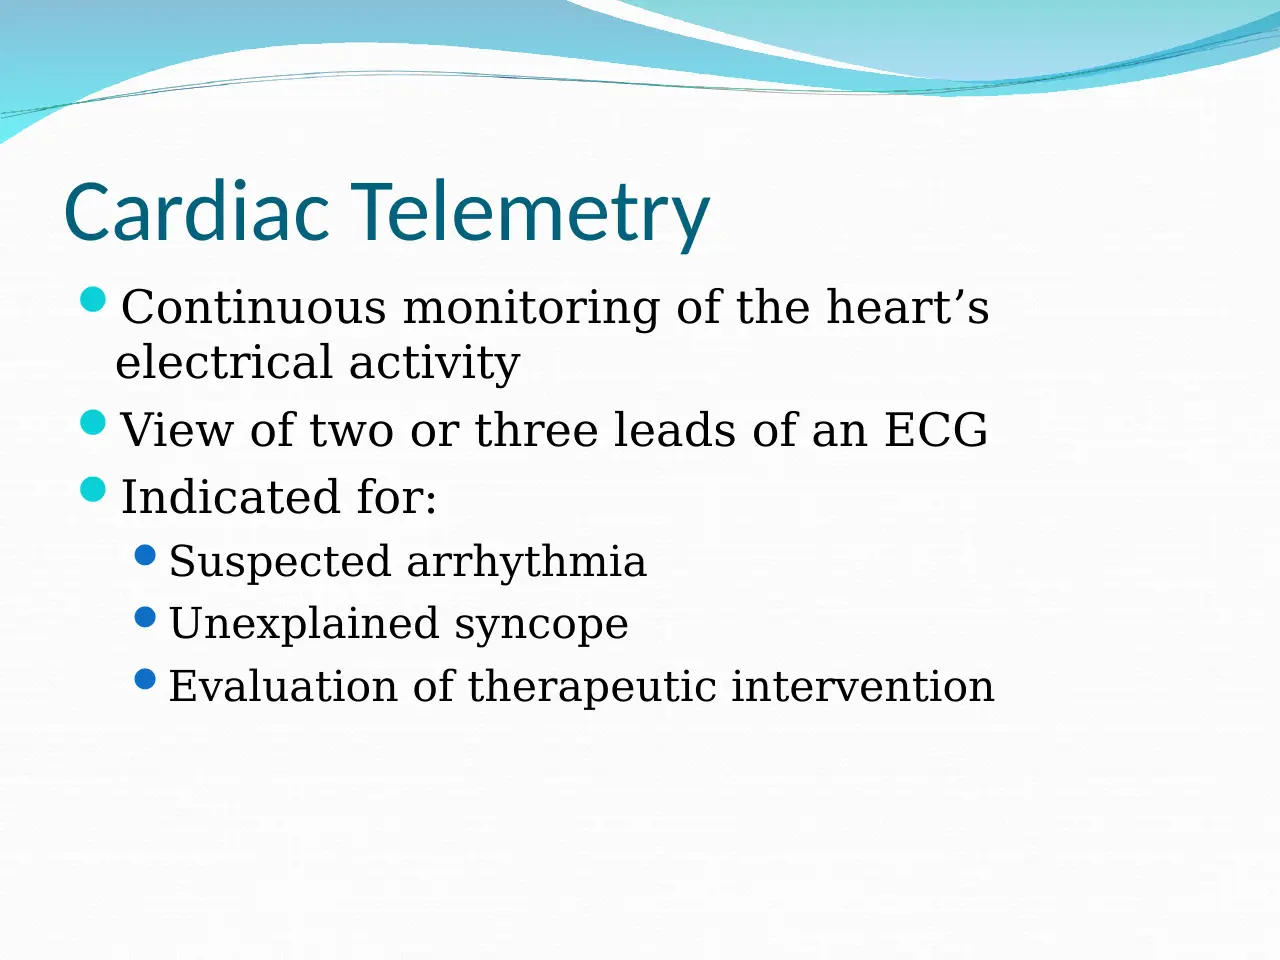 Cardiac Telemetry
Continuous monitoring of the heart’s
electrical activity
View of two or three leads of an ECG
Indicated for:
Suspected arrhythmia
Unexplained syncope
Evaluation of therapeutic intervention